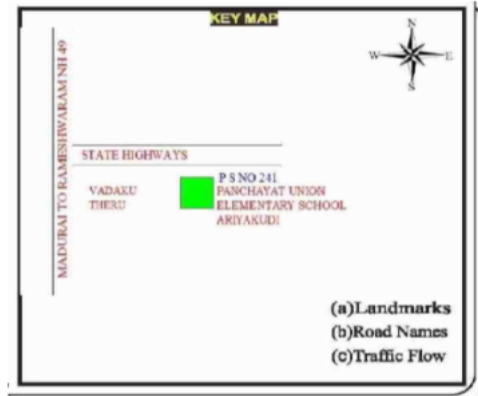 KEY MAP
N
W
E
S
MADURAI TO RAMESHWARAM NH 49
STATE HIGHWAYS
P S NO 241
VADAKU
THERU
PANCHAYAT UNION
ELEMENTARY SCHOOL
ARIYAKUDI
(a)Landmarks
(b)Road Names
(c)Traffic Flow